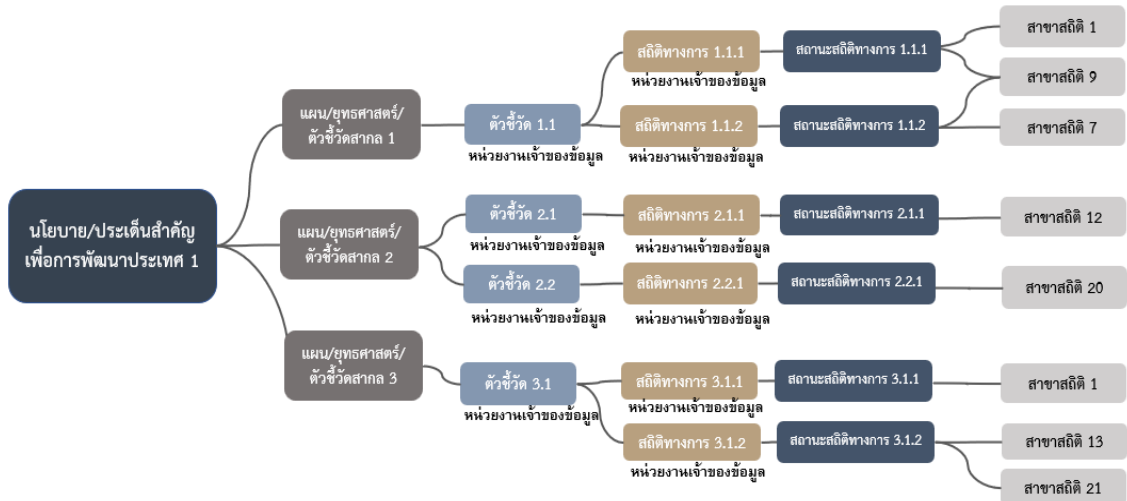 นโยบาย/ประเด็นสำคัญ
เพื่อการพัฒนาประเทศ 1
แผน/ยุทธศาสตร์/
ตัวชี้วัดสากล 1
ตัวชี้วัด 1.1
หน่วยงานเจ้าของข้อมูล
สถิติทางการ 1.1.1
หน่วยงานเจ้าของข้อมูล
สถานะสถิติทางการ 1.1.1
สาขาสถิติ 1
สาขาสถิติ 9
สถิติทางการ 1.1.2
หน่วยงานเจ้าของข้อมูล
สถานะสถิติทางการ 1.1.2
สาขาสถิติ 7
แผน/ยุทธศาสตร์/
ตัวชี้วัดสากล 2
ตัวชี้วัด 2.1
หน่วยงานเจ้าของข้อมูล
สถิติทางการ 2.1.1
หน่วยงานเจ้าของข้อมูล
สถานะสถิติทางการ 2.1.1
สาขาสถิติ 12
ตัวชี้วัด 2.2
หน่วยงานเจ้าของข้อมูล
สถิติทางการ 2.2.1
หน่วยงานเจ้าของข้อมูล
สถานะสถิติทางการ 2.2.1
สาขาสถิติ 20
แผน/ยุทธศาสตร์/
ตัวชี้วัดสากล 3
ตัวชี้วัด 3.1
หน่วยงานเจ้าของข้อมูล
สถิติทางการ 3.1.1
หน่วยงานเจ้าของข้อมูล
สถานะสถิติทางการ 3.1.1
สาขาสถิติ 1
สถิติทางการ 3.1.2
หน่วยงานเจ้าของข้อมูล
สถานะสถิติทางการ 3.1.2
สาขาสถิติ 13
สาขาสถิติ 21